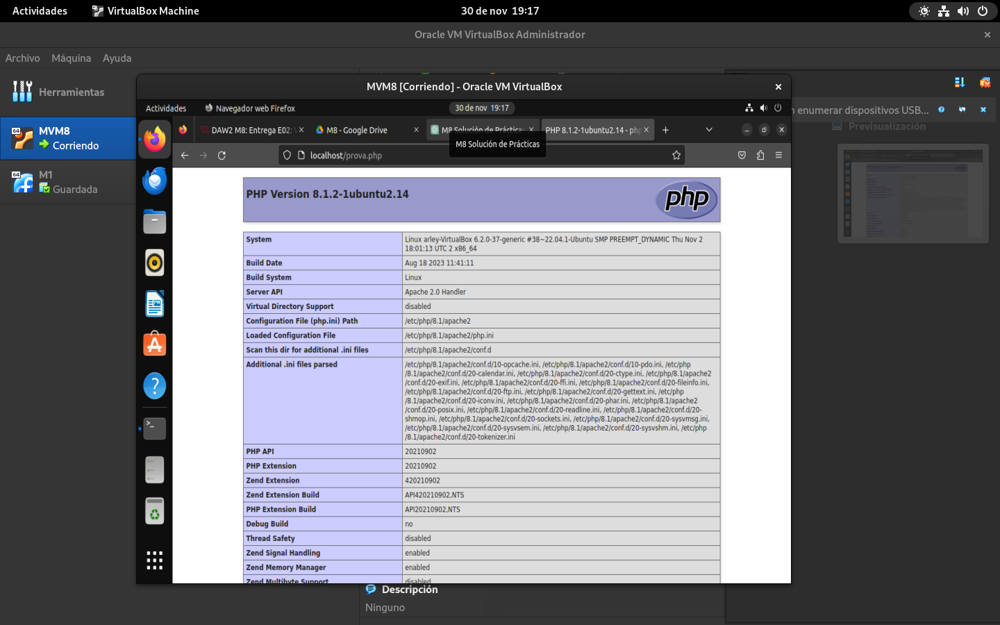 Actividades
VirtualBox Machine
30 de nov 19:17
Oracle VM VirtualBox Administrador
Archivo Máquina Ayuda
Herramientas
64
MVM8
Corriendo
64
M1
Guardada
n enumerar dispositivos USB...
Previsualización
MVM8 [Corriendo] - Oracle VM VirtualBox
Actividades
Navegador web Firefox
30 de nov 19:17
DAW2 M8: Entrega E02:
M8 - Google Drive
M8 Solución de Práctica
PHP 8.1.2-1ubuntu2.14 - php
M8 Solución de Prácticas
localhost/prova.php
PHP Version 8.1.2-1ubuntu2.14
php
System Linux arley-VirtualBox 6.2.0-37-generic #38~22.04.1-Ubuntu SMP PREEMPT_DYNAMIC Thu Nov 2
18:01:13 UTC 2 x86_64
Build Date Aug 18 2023 11:41:11
Build System Linux
Server API Apache 2.0 Handler
Virtual Directory Support disabled
Configuration File (php.ini) Path /etc/php/8.1/apache2
Loaded Configuration File /etc/php/8.1/apache2/php.ini
Scan this dir for additional .ini files /etc/php/8.1/apache2/conf.d
Additional .ini files parsed /etc/php/8.1/apache2/conf.d/10-opcache.ini, /etc/php/8.1/apache2/conf.d/10-pdo.ini, /etc/php
/8.1/apache2/conf.d/20-calendar.ini, /etc/php/8.1/apache2/conf.d/20-ctype.ini, /etc/php/8.1/apache2
/conf.d/20-exif.ini, /etc/php/8.1/apache2/conf.d/20-ffi.ini, /etc/php/8.1/apache2/conf.d/20-fileinfo.ini,
/etc/php/8.1/apache2/conf.d/20-ftp.ini, /etc/php/8.1/apache2/conf.d/20-gettext.ini, /etc/php
/8.1/apache2/conf.d/20-iconv.ini, /etc/php/8.1/apache2/conf.d/20-phar.ini, /etc/php/8.1/apache2
/conf.d/20-posix.ini, /etc/php/8.1/apache2/conf.d/20-readline.ini, /etc/php/8.1/apache2/conf.d/20-
shmop.ini, /etc/php/8.1/apache2/conf.d/20-sockets.ini, /etc/php/8.1/apache2/conf.d/20-sysvmsg.ini,
/etc/php/8.1/apache2/conf.d/20-sysvsem.ini, /etc/php/8.1/apache2/conf.d/20-sysvshm.ini, /etc/php
/8.1/apache2/conf.d/20-tokenizer.ini
PHP API 20210902
PHP Extension 20210902
Zend Extension 420210902
Zend Extension Build API420210902,NTS
PHP Extension Build API20210902,NTS
Debug Build no
Thread Safety disabled
Zend Signal Handling enabled
Zend Memory Manager enabled
Zend Multibyte Support disabled
Descripción
Ninguno